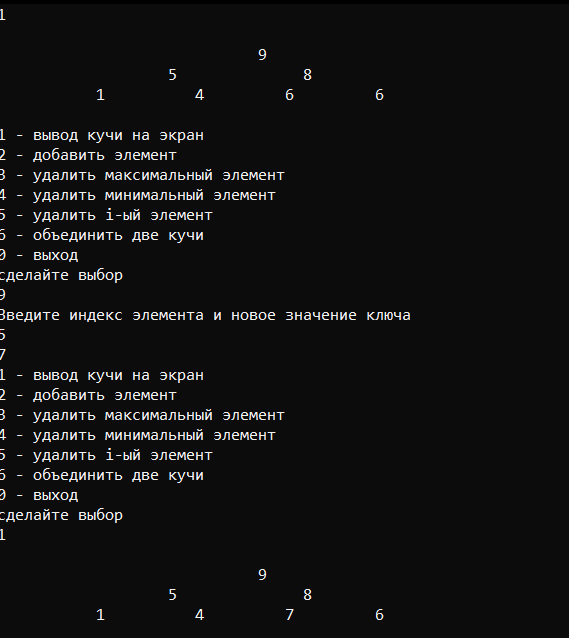 1
9
5 8
1 4 6 6
1 - вывод кучи на экран
2 - добавить элемент
3 - удалить максимальный элемент
4 - удалить минимальный элемент
5 - удалить i-ый элемент
6 - объединить две кучи
0 - выход
сделайте выбор
9
Введите индекс элемента и новое значение ключа
5
7
1 - вывод кучи на экран
2 - добавить элемент
3 - удалить максимальный элемент
4 - удалить минимальный элемент
5 - удалить i-ый элемент
6 - объединить две кучи
0 - выход
сделайте выбор
1
9
5 8
1 4 7 6